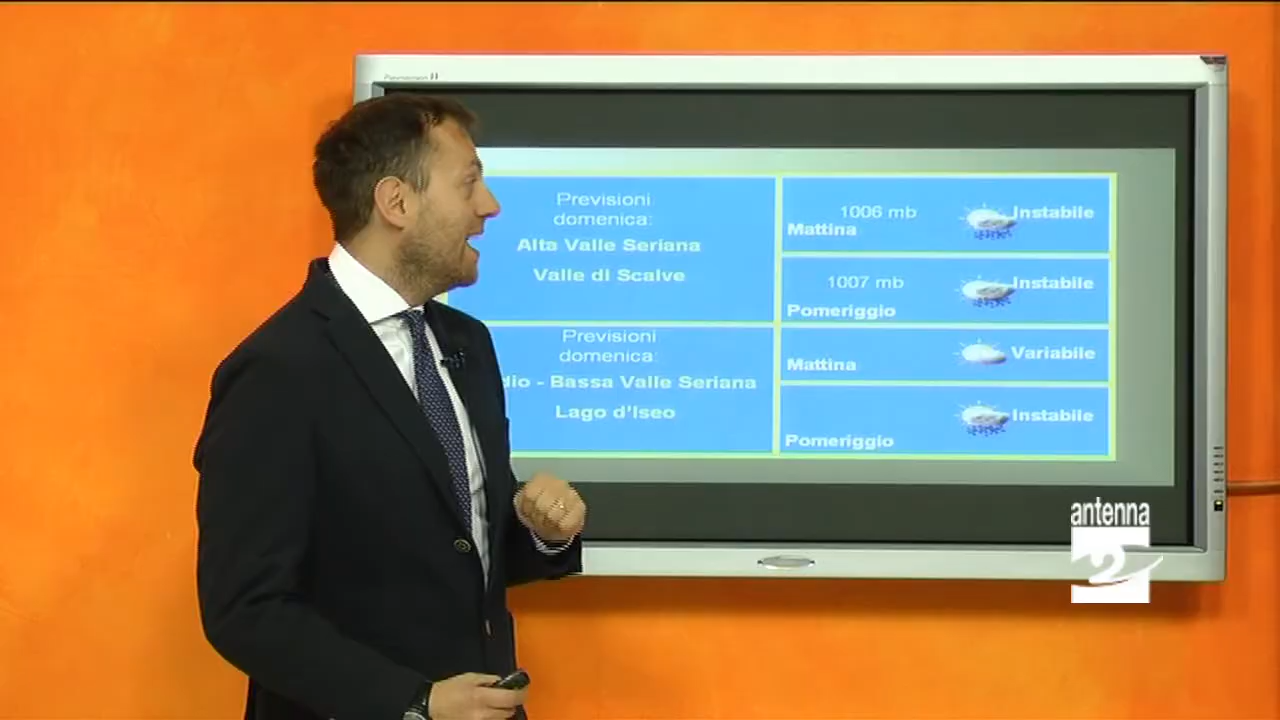 Previsioni
domenica:
Alta Valle Seriana
Valle di Scalve
1006 mb
Mattina
Instabile
1007 mb
Pomeriggio
Instabile
Previsioni
domenica:
dio - Bassa Valle Seriana
Lago d'Iseo
Mattina
Variabile
Pomeriggio
Instabile
antenna
2